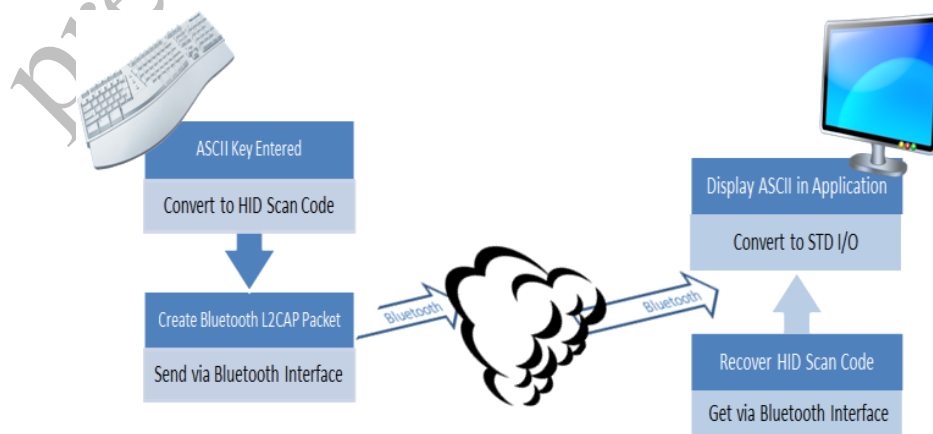 ASCII Key Entered
Convert to HID Scan Code
Create Bluetooth L2CAP Packet
Send via Bluetooth Interface
Bluetooth
Bluetooth
Display ASCII in Application
Convert to STD I/O
Recover HID Scan Code
Get via Bluetooth Interface